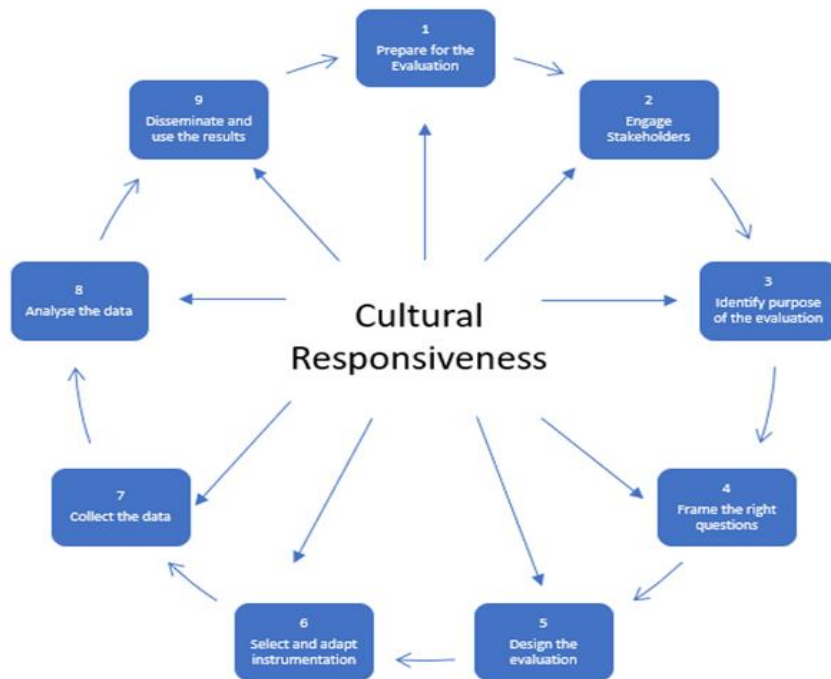 1
Prepare for the
Evaluation
2
Engage
Stakeholders
3
Identify purpose
of the evaluation
4
Frame the right
questions
5
Design the
evaluation
6
Select and adapt
instrumentation
7
Collect the data
8
Analyse the data
9
Disseminate and
use the results
Cultural
Responsiveness